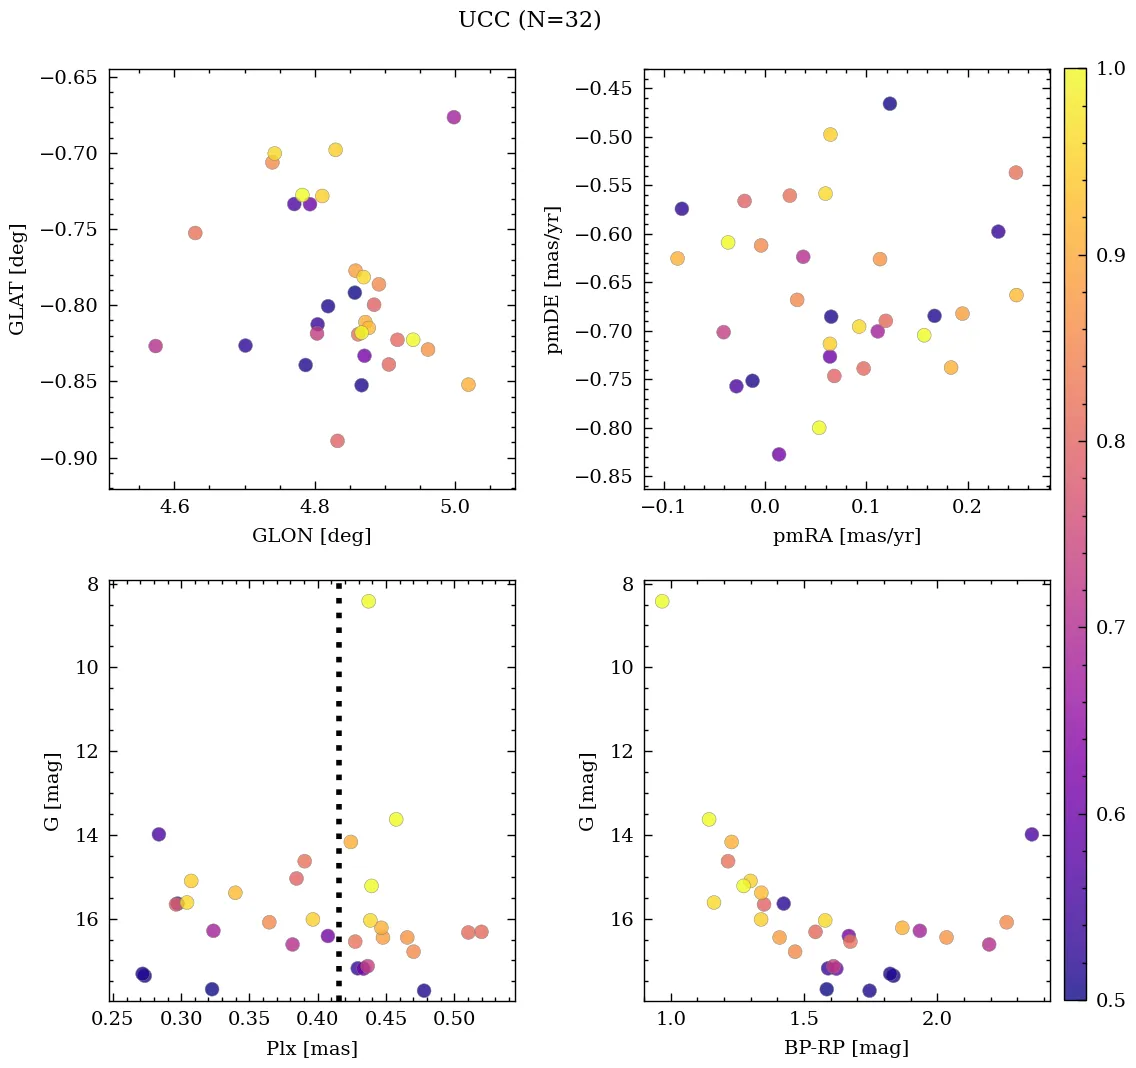 UCC (N=32)
−0.65
−0.70
−0.75
−0.80
−0.85
−0.90
GLAT [deg]
4.6 4.8 5.0
GLON [deg]
−0.45
−0.50
−0.55
−0.60
−0.65
−0.70
−0.75
−0.80
−0.85
pmDE [mas/yr]
−0.1 0.0 0.1 0.2
pmRA [mas/yr]
1.0
0.9
0.8
0.7
0.6
0.5
8
10
12
14
16
G [mag]
0.25 0.30 0.35 0.40 0.45 0.50
Plx [mas]
8
10
12
14
16
G [mag]
1.0 1.5 2.0
BP-RP [mag]